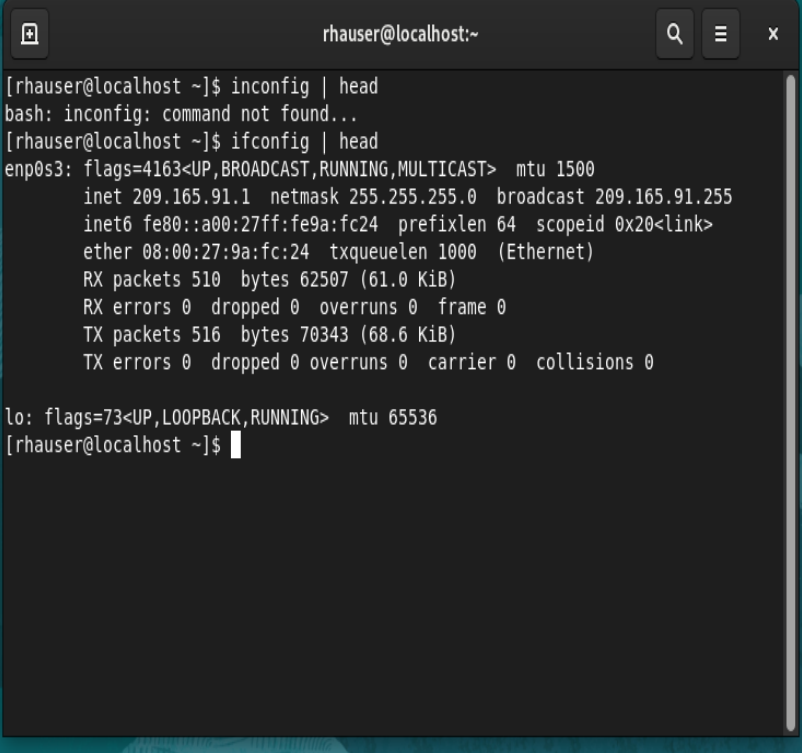 rhauser@localhost:~
[rhauser@localhost ~]$ inconfig | head
bash: inconfig: command not found...
[rhauser@localhost ~]$ ifconfig | head
enp0s3: flags=4163<UP,BROADCAST,RUNNING,MULTICAST>  mtu 1500
        inet 209.165.91.1  netmask 255.255.255.0  broadcast 209.165.91.255
        inet6 fe80::a00:27ff:fe9a:fc24  prefixlen 64  scopeid 0x20<link>
        ether 08:00:27:9a:fc:24  txqueuelen 1000  (Ethernet)
        RX packets 510  bytes 62507 (61.0 KiB)
        RX errors 0  dropped 0  overruns 0  frame 0
        TX packets 516  bytes 70343 (68.6 KiB)
        TX errors 0  dropped 0 overruns 0  carrier 0  collisions 0
lo: flags=73<UP,LOOPBACK,RUNNING>  mtu 65536
[rhauser@localhost ~]$